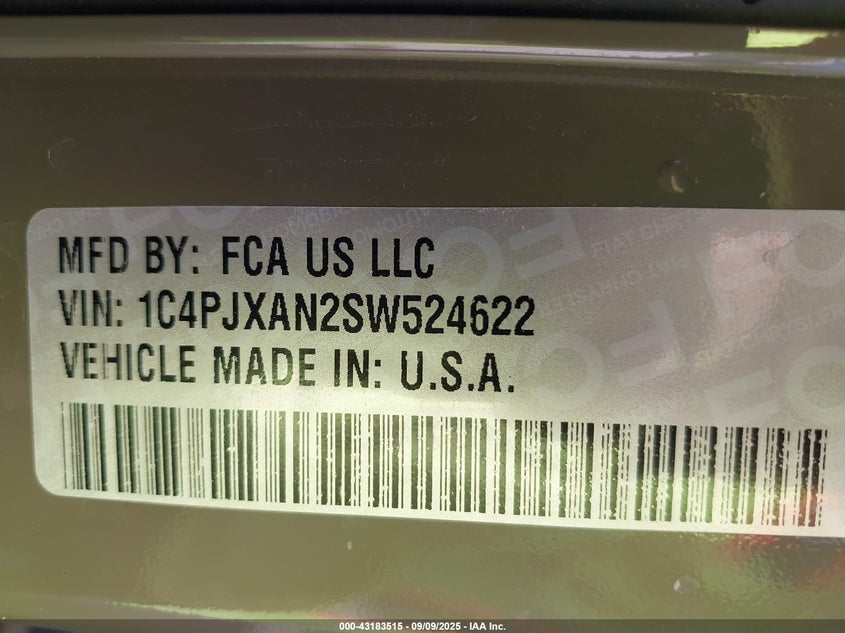 MFD BY: FCA US LLC
VIN: 1C4PJXAN2SW524622
VEHICLE MADE IN: U.S.A.
000-43183515 - 09/09/2025 - IAA Inc.